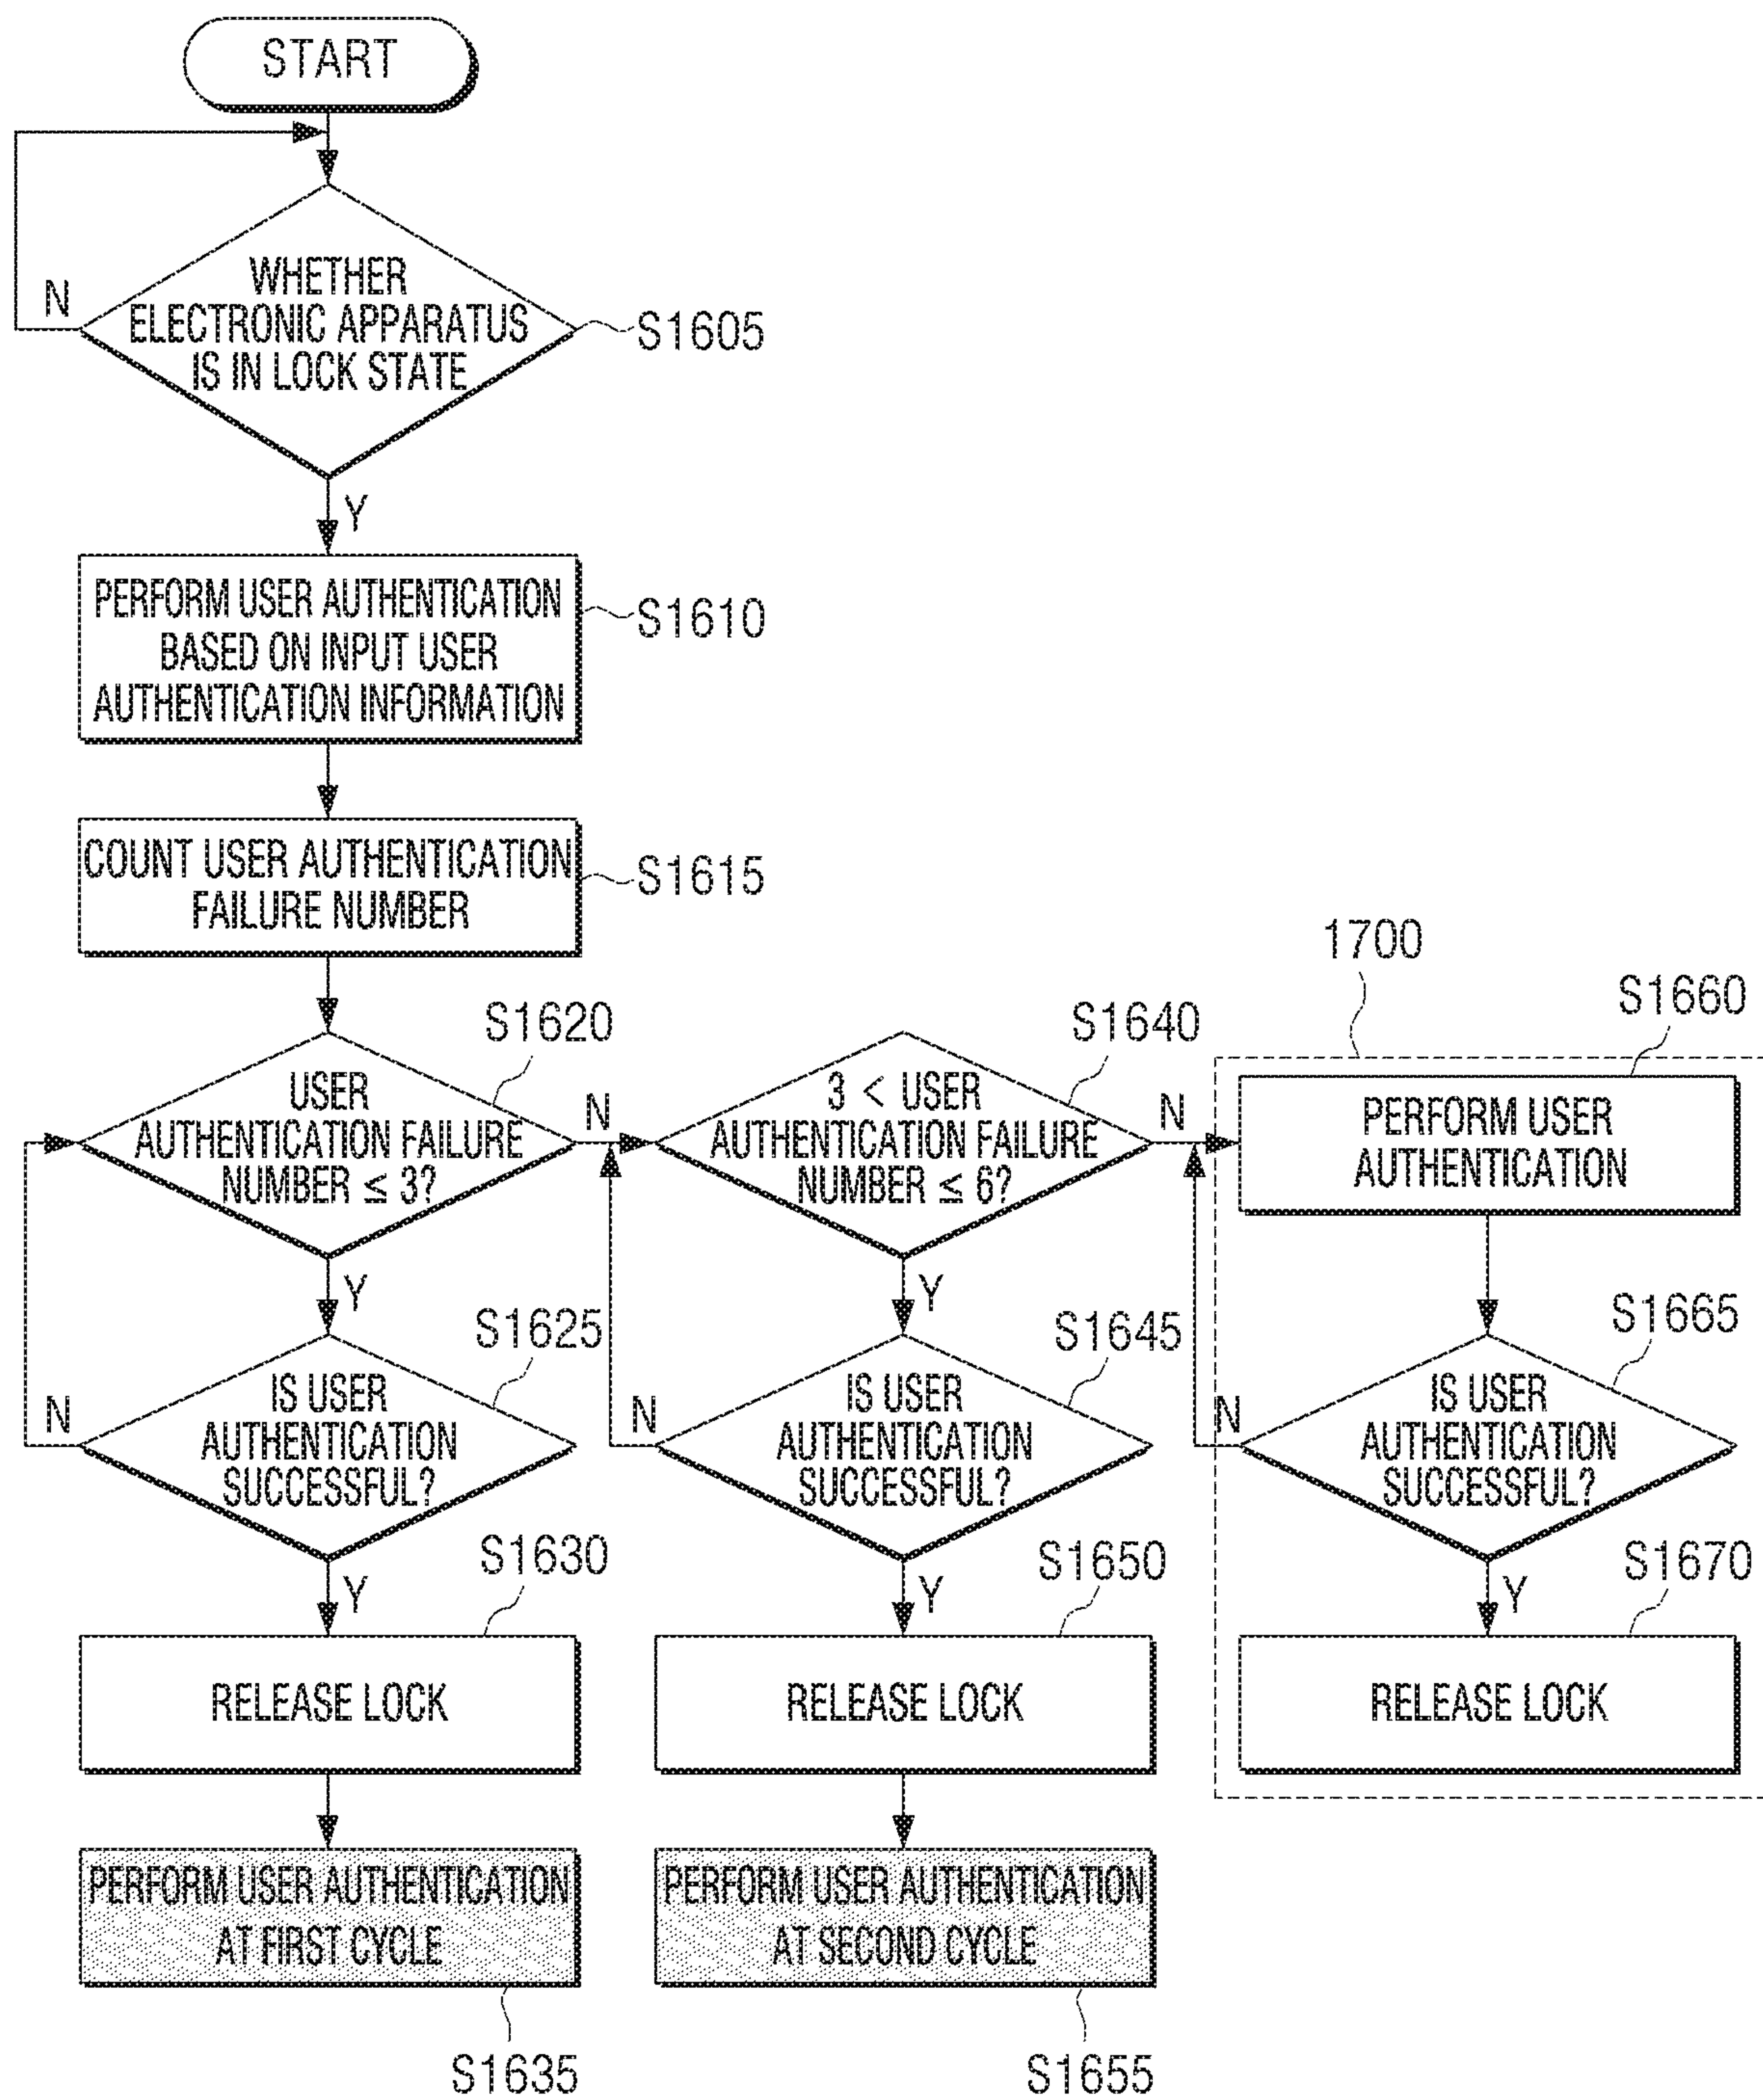 START
WHETHER
ELECTRONIC APPARATUS
IS IN LOCK STATE
N
S1605
Y
PERFORM USER AUTHENTICATION
BASED ON INPUT USER
AUTHENTICATION INFORMATION
S1610
COUNT USER AUTHENTICATION
FAILURE NUMBER
S1615
S1620
USER
AUTHENTICATION FAILURE
NUMBER ≤ 3?
N
Y
S1625
IS USER
AUTHENTICATION
SUCCESSFUL?
N
Y
S1630
RELEASE LOCK
PERFORM USER AUTHENTICATION
AT FIRST CYCLE
S1635
S1640
3 < USER
AUTHENTICATION FAILURE
NUMBER ≤ 6?
N
Y
S1645
IS USER
AUTHENTICATION
SUCCESSFUL?
N
Y
S1650
RELEASE LOCK
PERFORM USER AUTHENTICATION
AT SECOND CYCLE
S1655
1700
S1660
PERFORM USER
AUTHENTICATION
S1665
IS USER
AUTHENTICATION
SUCCESSFUL?
N
Y
S1670
RELEASE LOCK